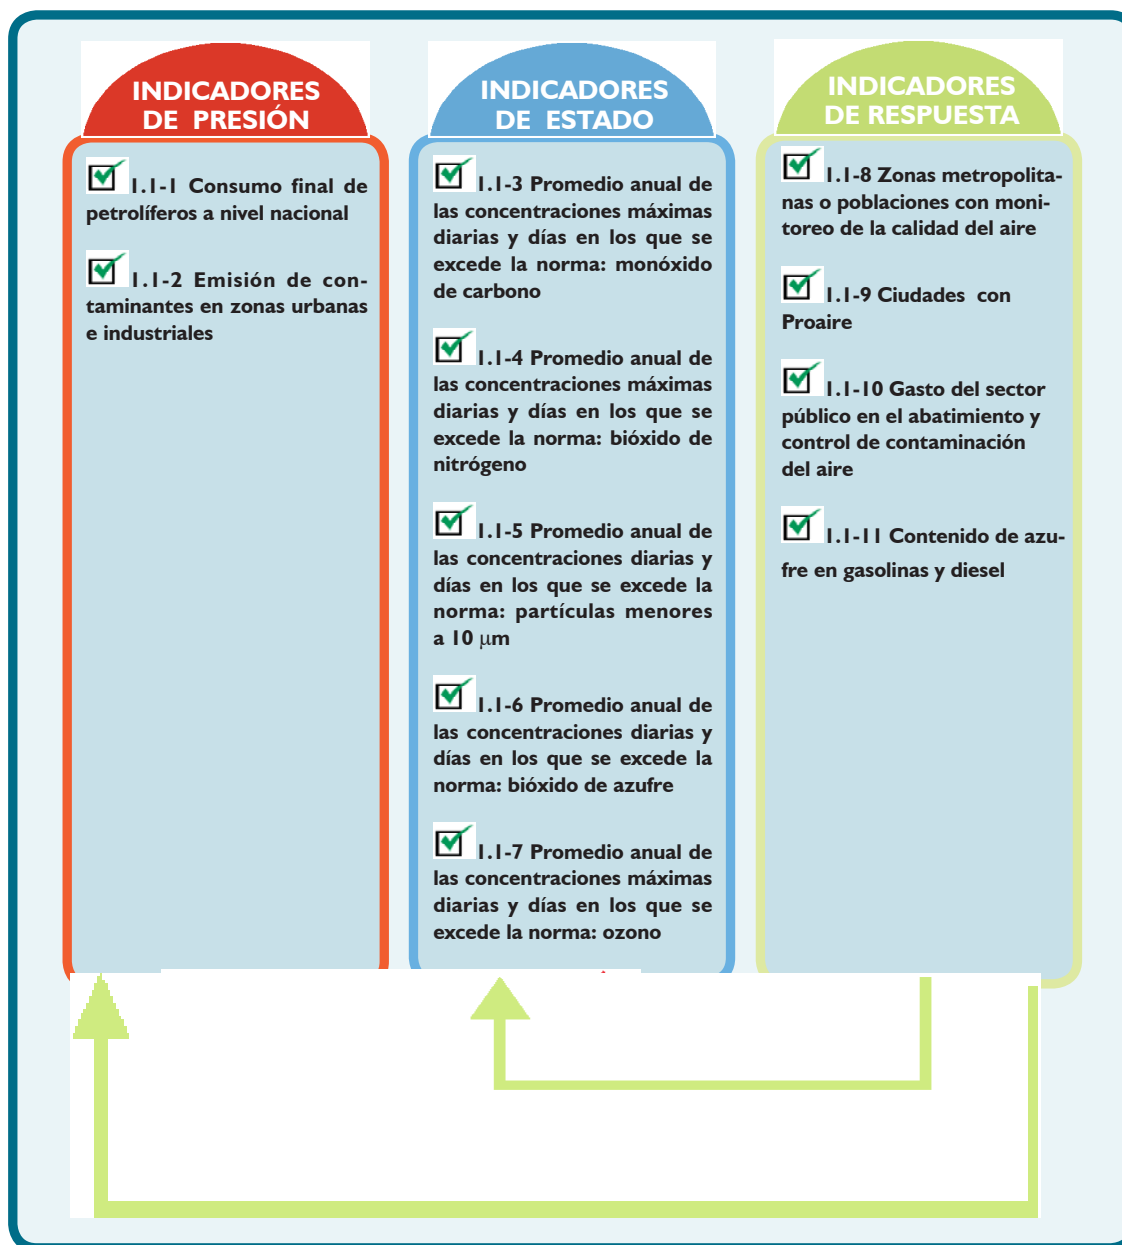 INDICADORES
DE PRESIÓN
1.1-1 Consumo final de
petrolíferos a nivel nacional
1.1-2 Emisión de con-
taminantes en zonas urbanas
e industriales
INDICADORES
DE ESTADO
1.1-3 Promedio anual de
las concentraciones máximas
diarias y días en los que se
excede la norma: monóxido
de carbono
1.1-4 Promedio anual de
las concentraciones máximas
diarias y días en los que se
excede la norma: bióxido de
nitrógeno
1.1-5 Promedio anual de
las concentraciones diarias y
días en los que se excede la
norma: partículas menores
a 10 μm
1.1-6 Promedio anual de
las concentraciones diarias y
días en los que se excede la
norma: bióxido de azufre
1.1-7 Promedio anual de
las concentraciones máximas
diarias y días en los que se
excede la norma: ozono
INDICADORES
DE RESPUESTA
1.1-8 Zonas metropolita-
nas o poblaciones con moni-
toreo de la calidad del aire
1.1-9 Ciudades con
Proaire
1.1-10 Gasto del sector
público en el abatimiento y
control de contaminación
del aire
1.1-11 Contenido de azu-
fre en gasolinas y diesel